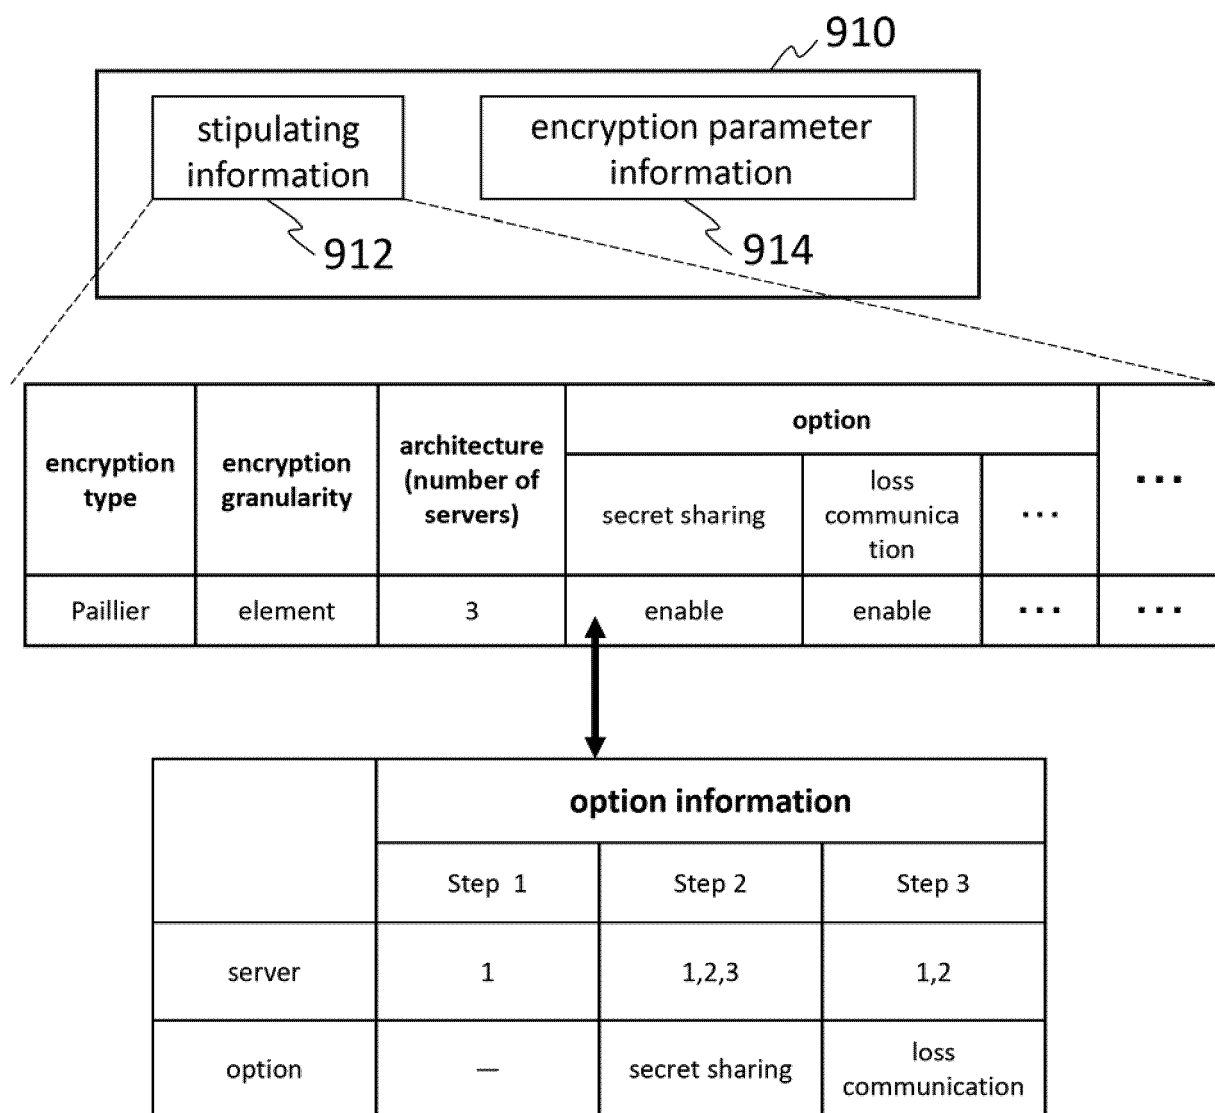 910
stipulating
information
encryption parameter
information
912
914
encryption
type
encryption
granularity
architecture
(number of
servers)
option
secret sharing
loss
communica
tion
...
...
Paillier
element
3
enable
enable
...
...
option information
Step 1
Step 2
Step 3
server
1
1,2,3
1,2
option
—
secret sharing
loss
communication